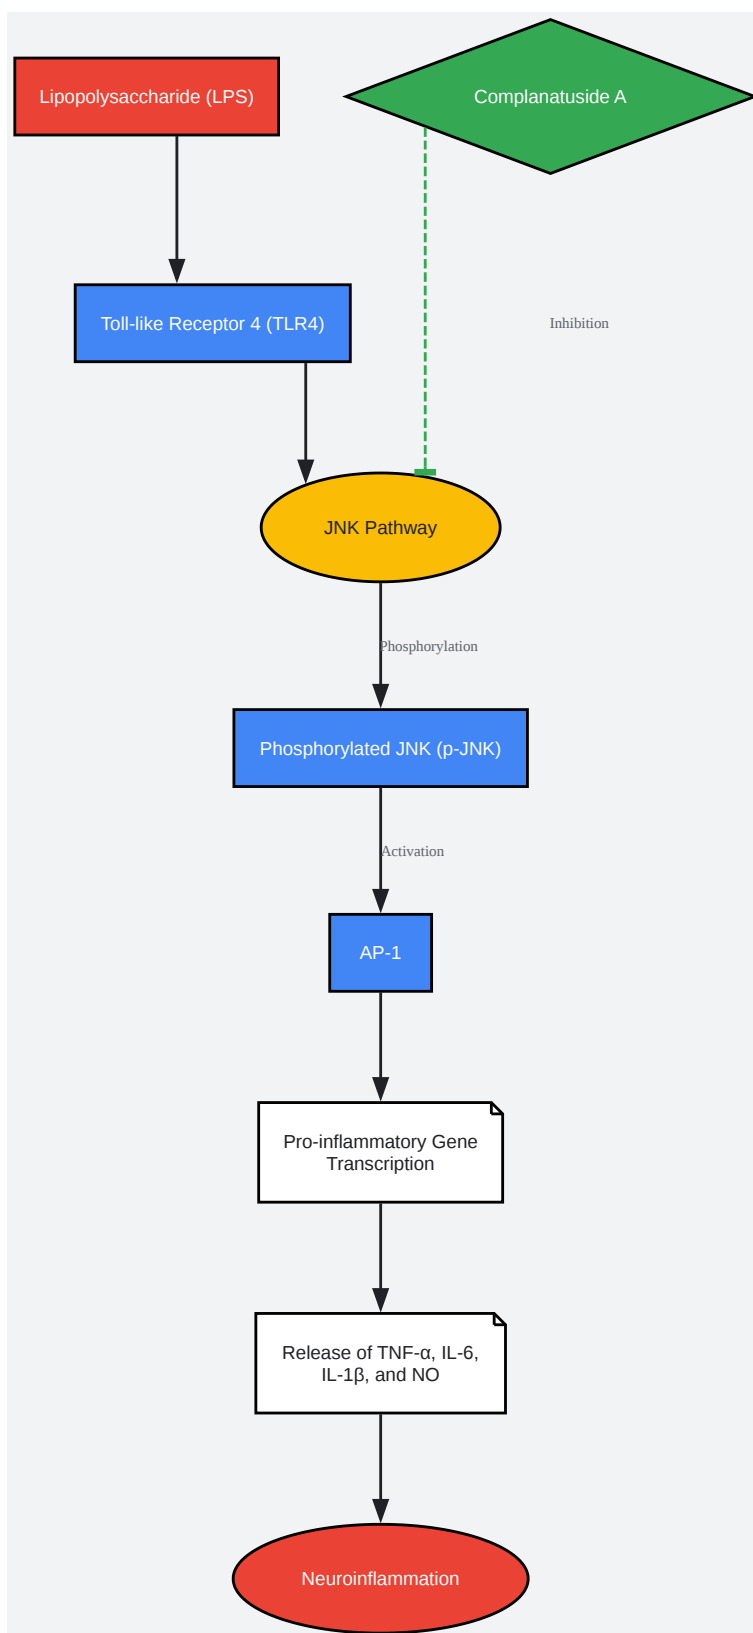 Lipopolysaccharide (LPS)
Complanatuside A
Toll-like Receptor 4 (TLR4)
Inhibition
JNK Pathway
Phosphorylation
Phosphorylated JNK (p-JNK)
Activation
AP-1
Pro-inflammatory Gene
Transcription
Release of TNF-α, IL-6,
IL-1β, and NO
Neuroinflammation